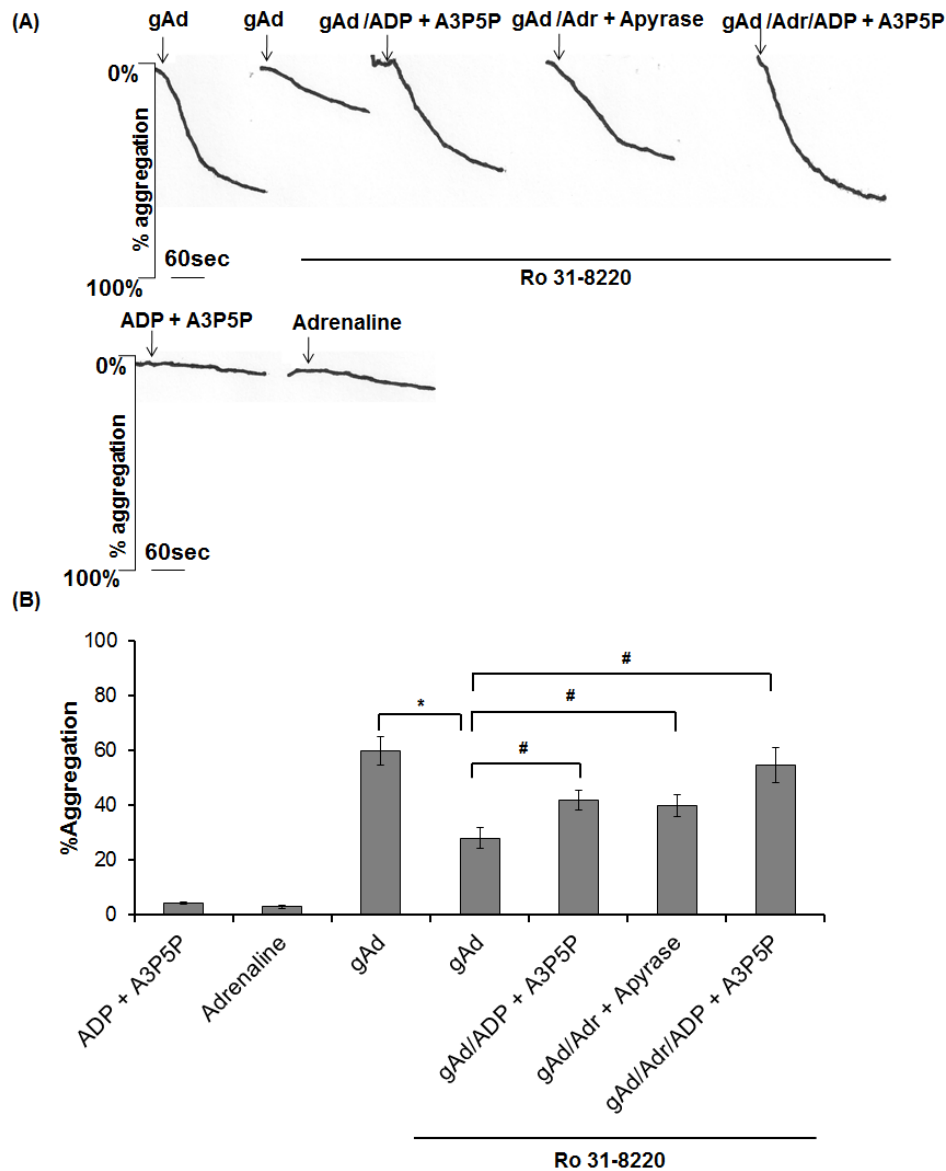 (A)
gAd gAd gAd /ADP + A3P5P gAd /Adr + Apyrase gAd /Adr/ADP + A3P5P
0%
% aggregation
60sec
100%
Ro 31-8220
ADP + A3P5P Adrenaline
0%
% aggregation
60sec
100%
(B)
%Aggregation
100
80
60
40
20
0
* # # #
ADP + A3P5P
Adrenaline
gAd
gAd
gAd/ADP + A3P5P
gAd/Adr + Apyrase
gAd/Adr/ADP + A3P5P
Ro 31-8220